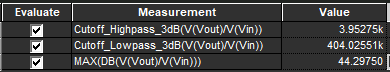 Evaluate Measurement Value
Cutoff_Highpass_3dB(V(Vout)/V(Vin)) 3.95275k
Cutoff_Lowpass_3dB(V(Vout)/V(Vin)) 404.02551k
MAX(DB(V(Vout)/V(Vin))) 44.29750